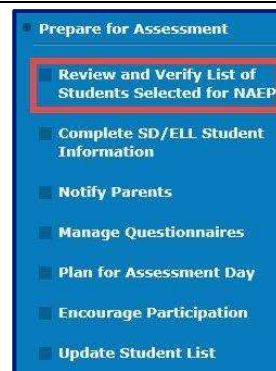 Prepare for Assessment
Review and Verify List of
Students Selected for NAEP
Complete SD/ELL Student
Information
Notify Parents
Manage Questionnaires
Plan for Assessment Day
Encourage Participation
Update Student List